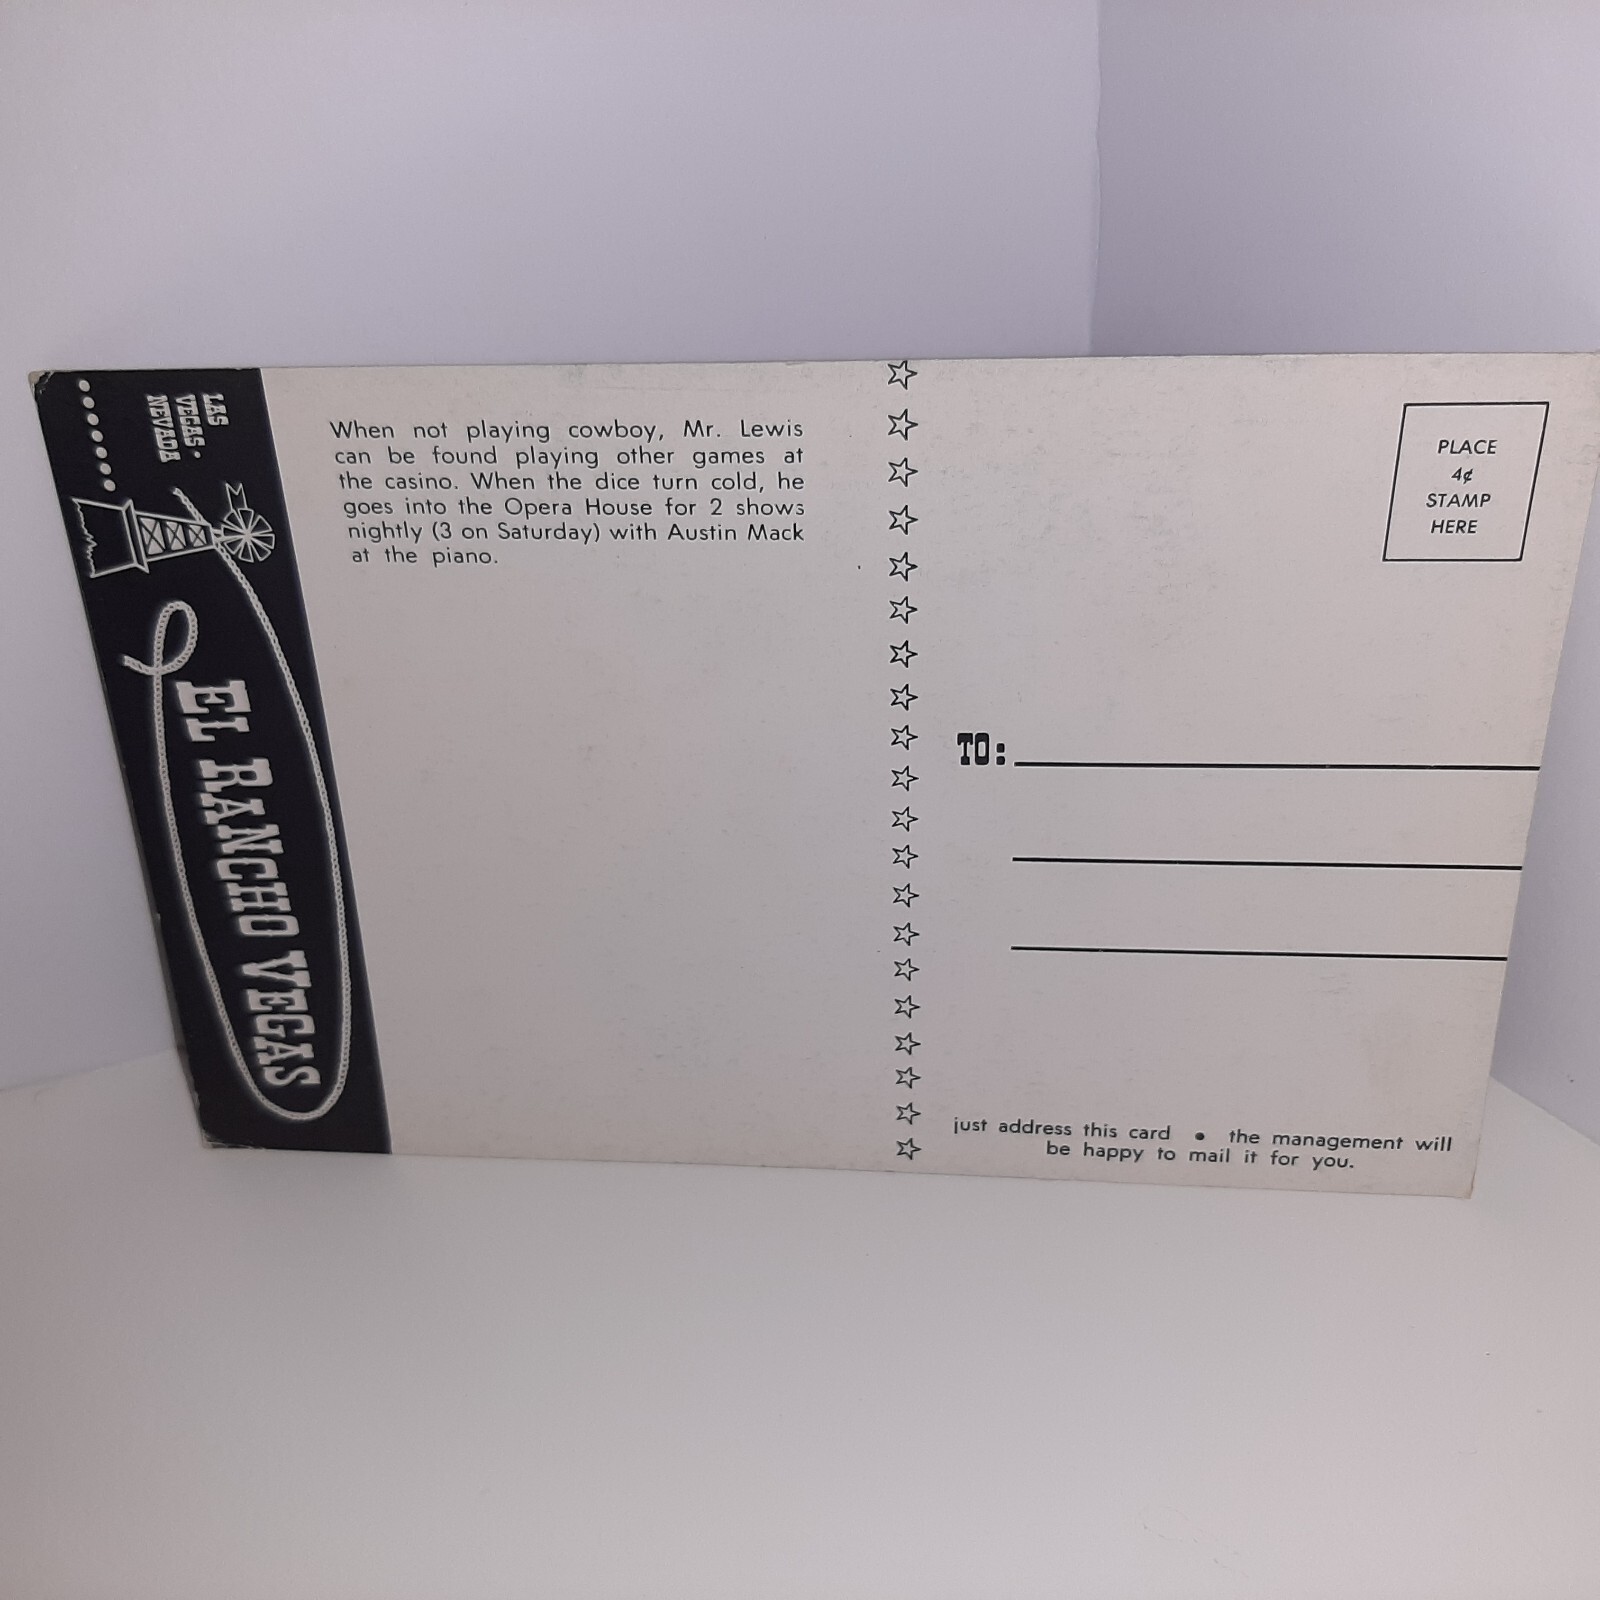 LAS
VEGAS.
NEVADA
EL RANCHO VEGAS
When not playing cowboy, Mr. Lewis
can be found playing other games at
the casino. When the dice turn cold, he
goes into the Opera House for 2 shows
nightly (3 on Saturday) with Austin Mack
at the piano.
PLACE
4¢
STAMP
HERE
TO:
just address this card • the management will
be happy to mail it for you.